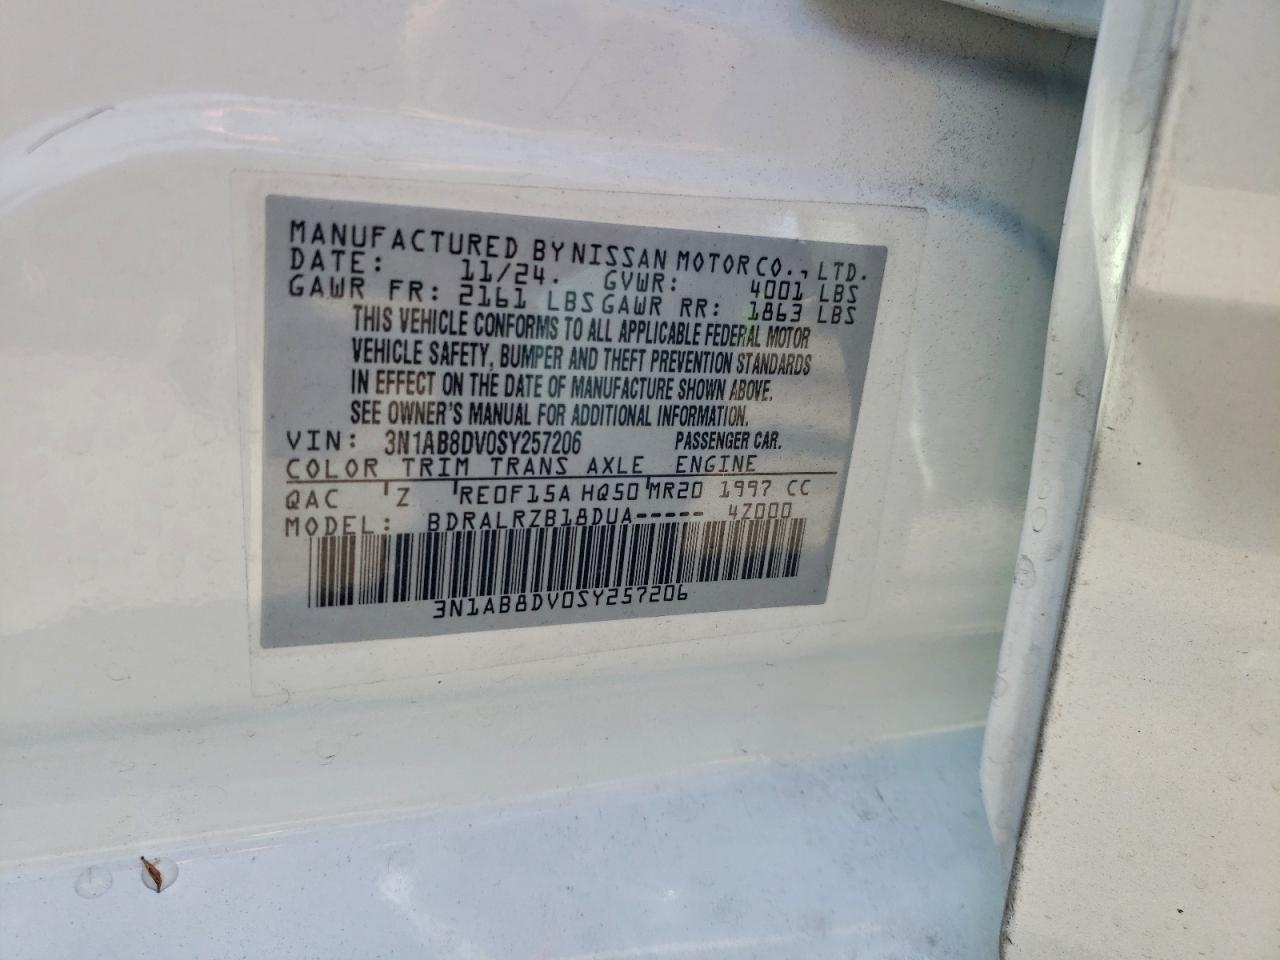 MANUFACTURED BY NISSAN MOTOR CO., LTD.
DATE: 11/24. GVWR: 4001 LBS
GAWR FR: 2161 LBS GAWR RR: 1863 LBS
THIS VEHICLE CONFORMS TO ALL APPLICABLE FEDERAL MOTOR
VEHICLE SAFETY, BUMPER AND THEFT PREVENTION STANDARDS
IN EFFECT ON THE DATE OF MANUFACTURE SHOWN ABOVE.
SEE OWNER'S MANUAL FOR ADDITIONAL INFORMATION.
VIN: 3N1AB8DV0SY257206 PASSENGER CAR.
COLOR TRIM TRANS AXLE ENGINE
QAC Z RE0F15A HQ50 MR20 1997 CC
MODEL: BDRALRZB18DUA----- 4Z000
3N1AB8DV0SY257206